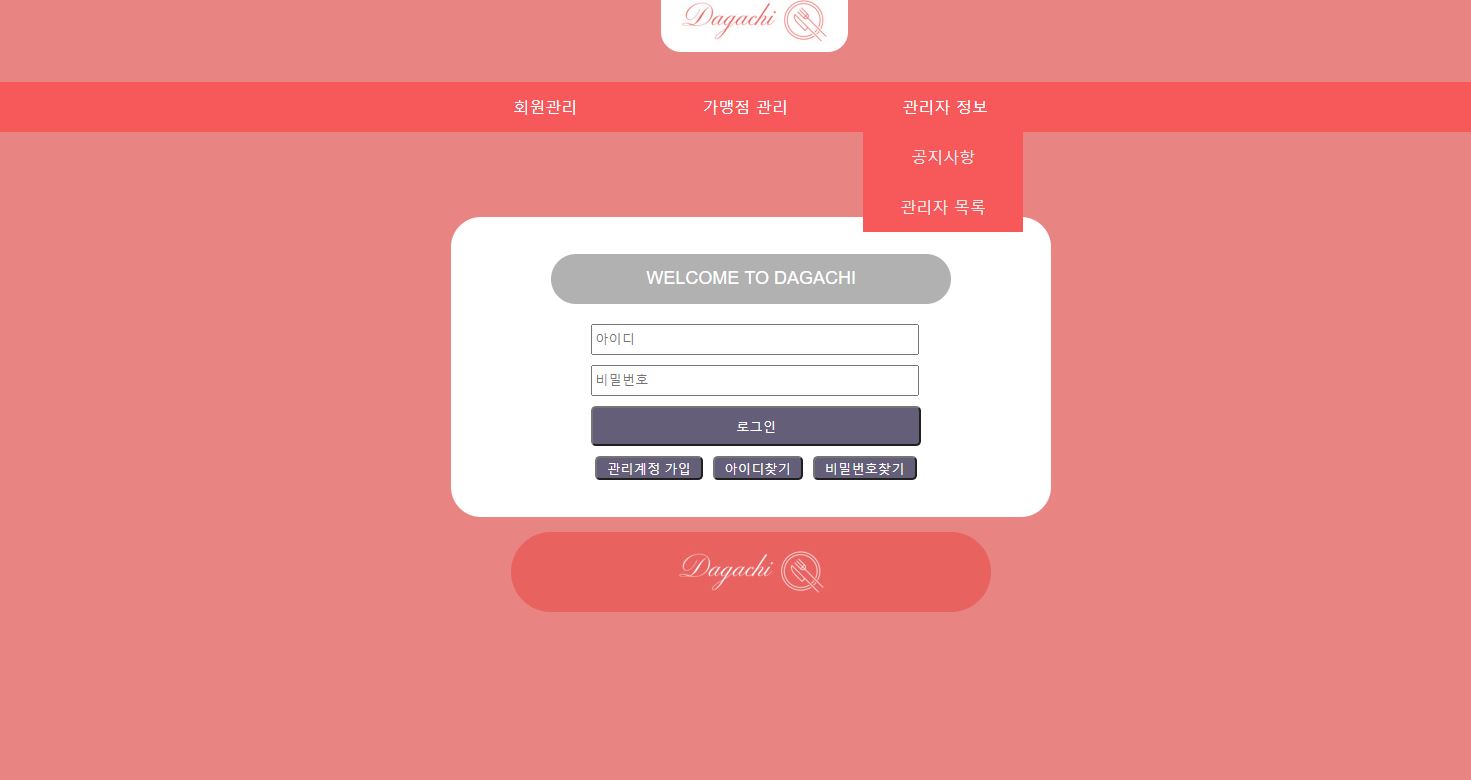 Dagachi
회원관리 가맹점 관리 관리자 정보
공지사항
관리자 목록
WELCOME TO DAGACHI
아이디
비밀번호
로그인
관리계정 가입 아이디찾기 비밀번호찾기
Dagachi